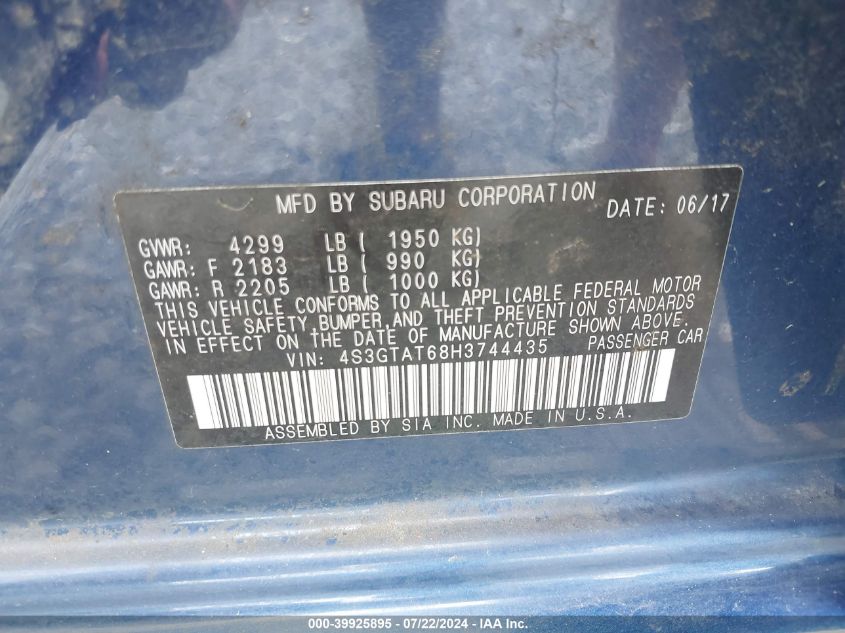 MFD BY SUBARU CORPORATION DATE: 06/17
GVWR: 4299 LB ( 1950 KG)
GAWR: F 2183 LB ( 990 KG)
GAWR: R 2205 LB ( 1000 KG)
THIS VEHICLE CONFORMS TO ALL APPLICABLE FEDERAL MOTOR
VEHICLE SAFETY,BUMPER,AND THEFT PREVENTION STANDARDS
IN EFFECT ON THE DATE OF MANUFACTURE SHOWN ABOVE.
VIN: 4S3GTAT68H3744435 PASSENGER CAR
ASSEMBLED BY SIA INC. MADE IN U.S.A.
000-39925895 - 07/22/2024 - IAA Inc.